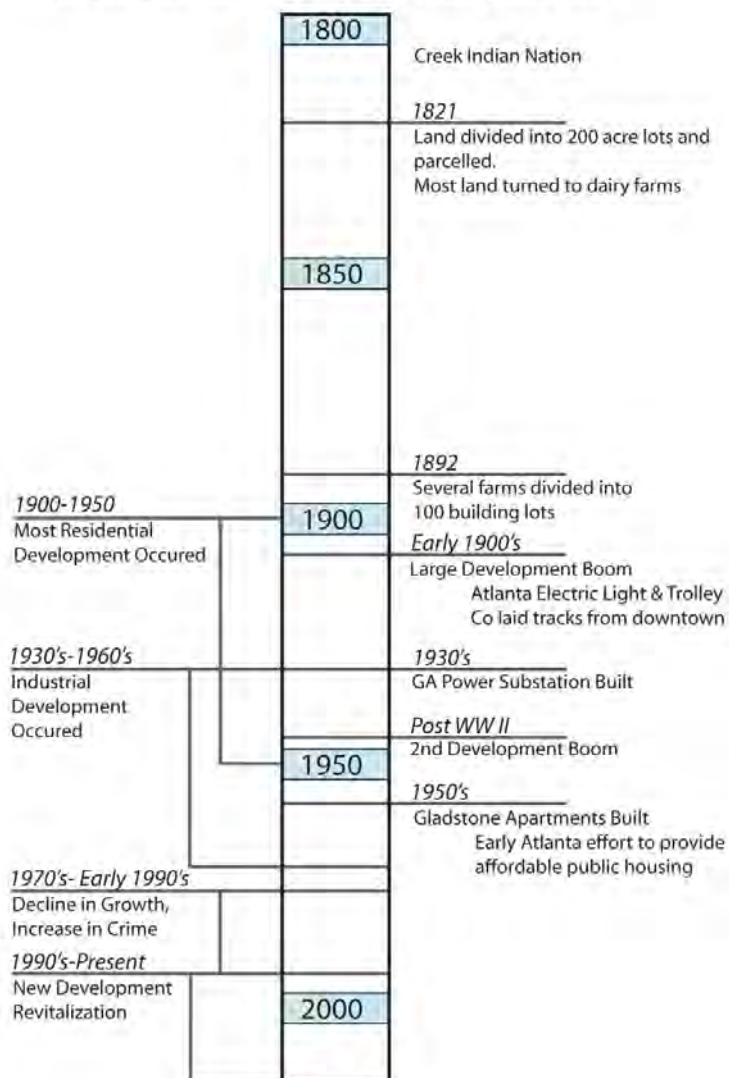 1800
Creek Indian Nation
1821
Land divided into 200 acre lots and
parcelled.
Most land turned to dairy farms
1850
1892
Several farms divided into
100 building lots
1900-1950
Most Residential
Development Occured
1900
Early 1900's
Large Development Boom
Atlanta Electric Light & Trolley
Co laid tracks from downtown
1930's-1960's
Industrial
Development
Occured
1930's
GA Power Substation Built
Post WW II
2nd Development Boom
1950
1950's
Gladstone Apartments Built
Early Atlanta effort to provide
affordable public housing
1970's- Early 1990's
Decline in Growth,
Increase in Crime
1990's-Present
New Development
Revitalization
2000